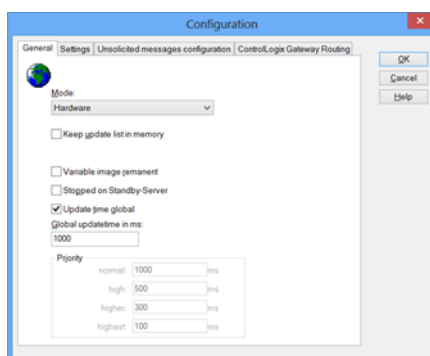 Configuration
General Settings Unsolicited messages configuration ControlLogix Gateway Routing
OK
Cancel
Help
Mode:
Hardware
Keep update list in memory
Variable image remanent
Stopped on Standby-Server
Update time global
Global updatetime in ms:
1000
Priority
normal: 1000 ms
high: 500 ms
higher: 300 ms
highest: 100 ms